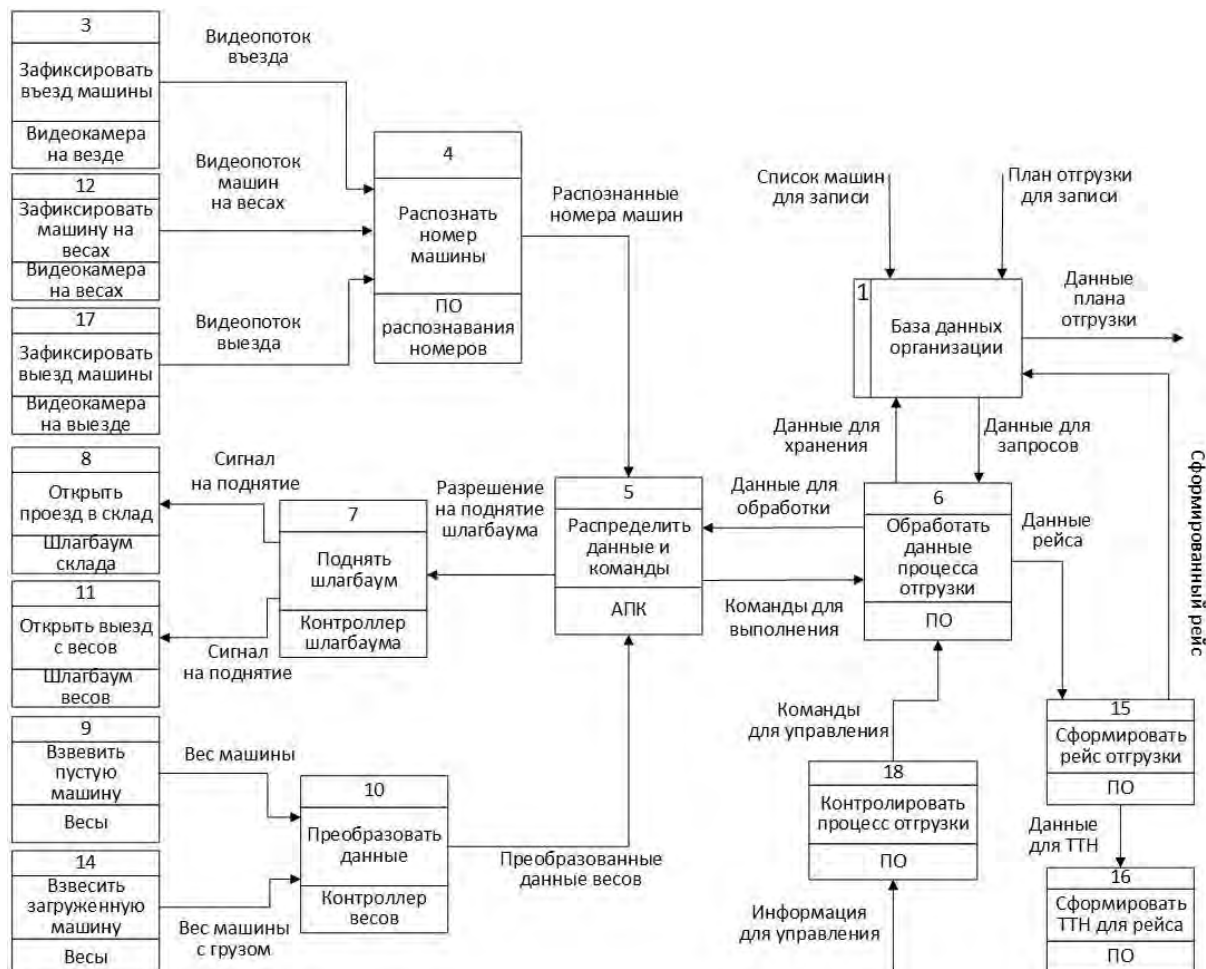 3
Зафиксировать
въезд машины
Видеокамера
на везде
Видеопоток
въезда
12
Зафиксировать
машину на
весах
Видеокамера
на весах
Видеопоток
машин
на весах
17
Зафиксировать
выезд машины
Видеокамера
на выезде
Видеопоток
выезда
4
Распознать
номер
машины
ПО
распознавания
номеров
Распознанные
номера машин
Список машин
для записи
План отгрузки
для записи
1
База данных
организации
Данные
плана
отгрузки
Данные для
хранения
Данные для
запросов
Сформированный рейс
8
Открыть
проезд в склад
Шлагбаум
склада
Сигнал
на поднятие
11
Открыть выезд
с весов
Шлагбаум
весов
Сигнал
на поднятие
7
Поднять
шлагбаум
Контроллер
шлагбаума
Разрешение
на поднятие
шлагбаума
5
Распределить
данные и
команды
АПК
Данные для
обработки
Команды для
выполнения
6
Обработать
данные
процесса
отгрузки
ПО
Данные
рейса
9
Взвевить
пустую
машину
Весы
Вес машины
14
Взвесить
загруженную
машину
Весы
Вес машины
с грузом
10
Преобразовать
данные
Контроллер
весов
Преобразованные
данные весов
Команды
для управления
18
Контролировать
процесс отгрузки
ПО
Информация
для управления
15
Сформировать
рейс отгрузки
ПО
Данные
для ТТН
16
Сформировать
ТТН для рейса
ПО